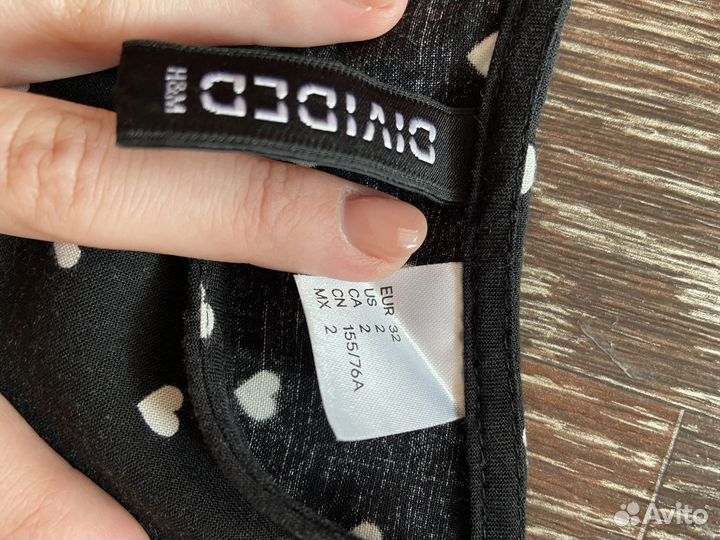 DIVIDED
H&M
EUR 32
US 2
CA 2
CN 155/76A
MX 2
Avito